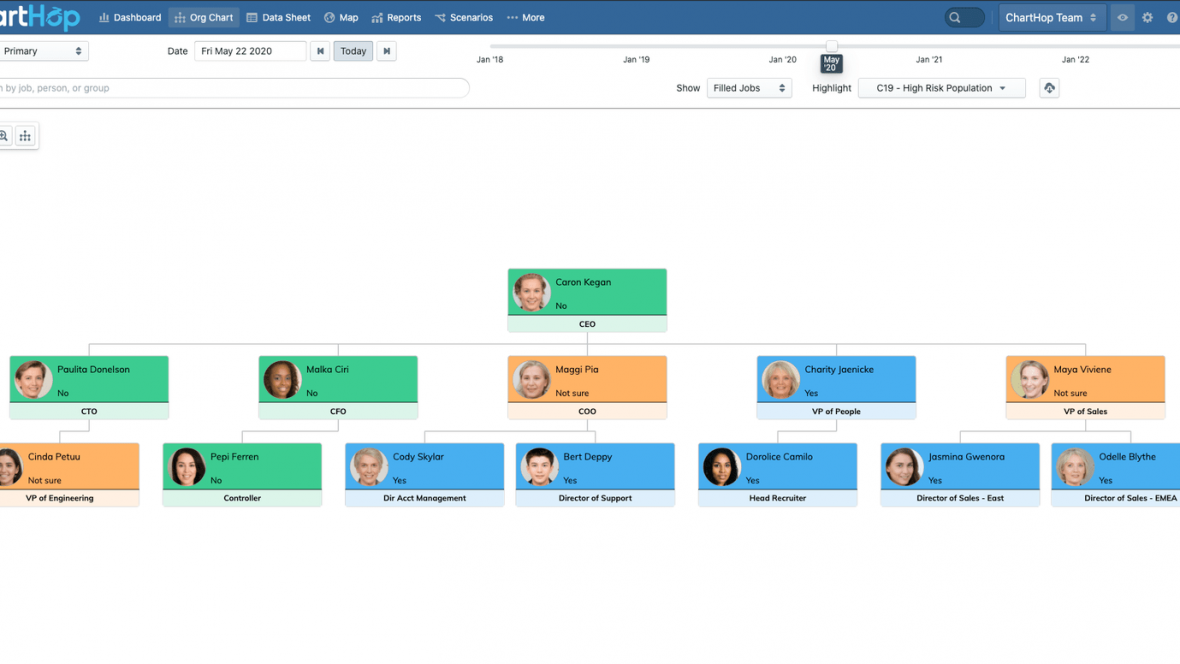 artHop Dashboard Org Chart Data Sheet Map Reports Scenarios More ChartHop Team
Primary Date Fri May 22 2020 Today
Jan '18 Jan '19 Jan '20 May '20 Jan '21 Jan '22
by job, person, or group Show Filled Jobs Highlight C19 - High Risk Population
Caron Kegan
No
CEO
Paulita Donelson
No
CTO
Malka Ciri
No
CFO
Maggi Pia
Not sure
COO
Charity Jaenicke
Yes
VP of People
Maya Viviene
Not sure
VP of Sales
Cinda Petuu
Not sure
VP of Engineering
Pepi Ferren
No
Controller
Cody Skylar
Yes
Dir Acct Management
Bert Deppy
Yes
Director of Support
Dorolice Camilo
Yes
Head Recruiter
Jasmina Gwenora
Yes
Director of Sales - East
Odelle Blythe
Yes
Director of Sales - EMEA